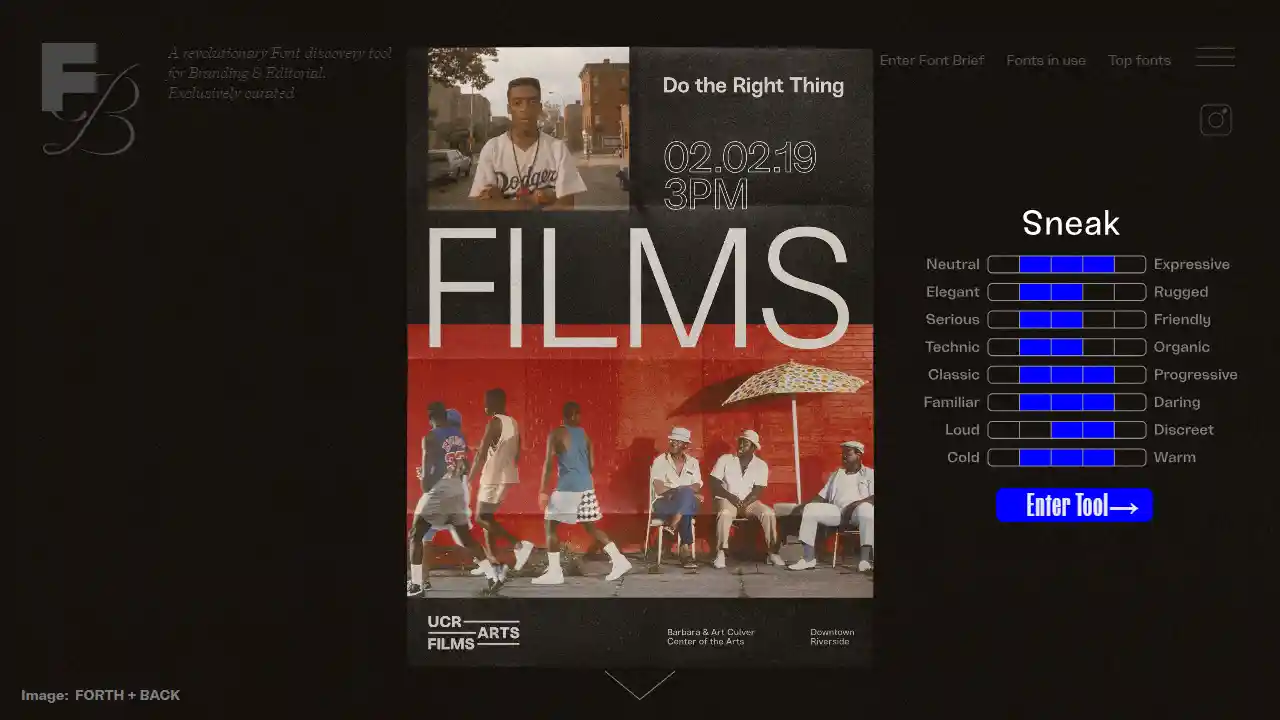 FB
A revolutionary Font discovery tool
for Branding & Editorial.
Exclusively curated
Enter Font Brief
Fonts in use
Top fonts
Do the Right Thing
02.02.19
3PM
Dodgers
FILMS
Sneak
Neutral Expressive
Elegant Rugged
Serious Friendly
Technic Organic
Classic Progressive
Familiar Daring
Loud Discreet
Cold Warm
Enter Tool→
UCR
ARTS
FILMS
Barbara & Art Culver
Center of the Arts
Downtown
Riverside
Image: FORTH + BACK